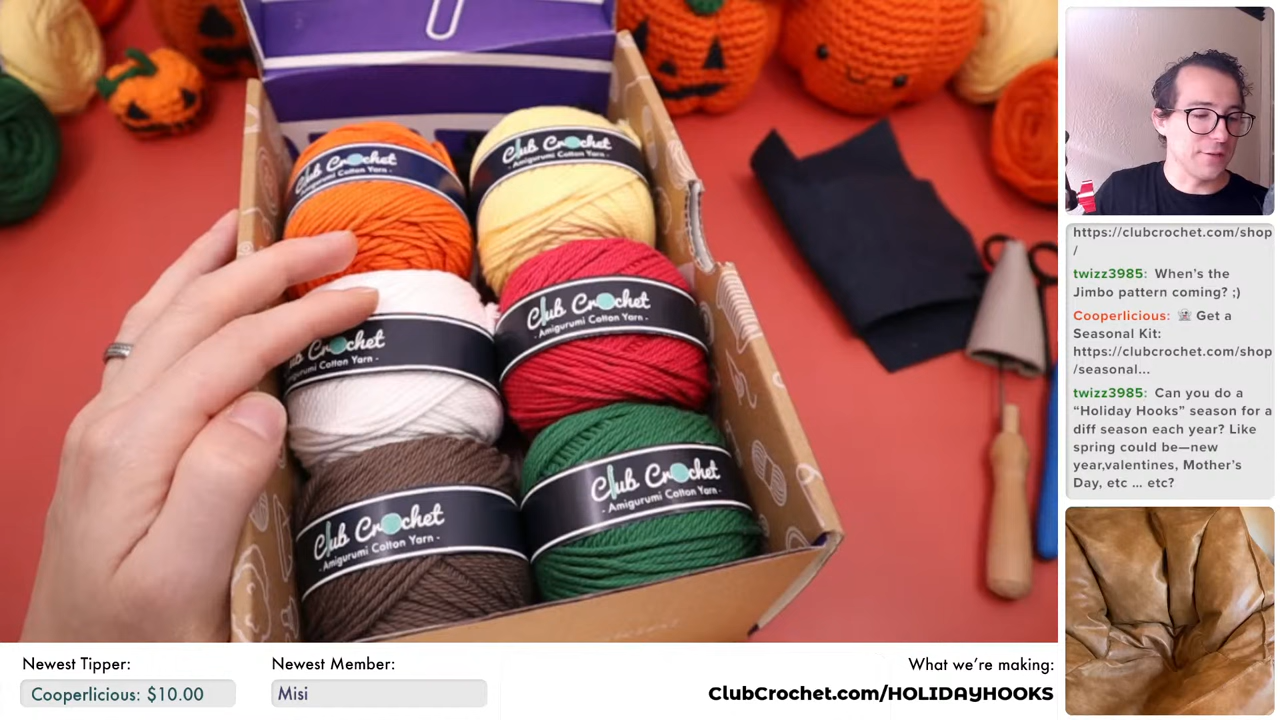 Club Crochet
- Amigurumi Cotton Yarn -
Club Crochet
- Amigurumi Cotton Yarn -
Club Crochet
- Amigurumi Cotton Yarn -
Club Crochet
- Amigurumi Cotton Yarn -
Club Crochet
- Amigurumi Cotton Yarn -
Club Crochet
- Amigurumi Cotton Yarn -
https://clubcrochet.com/shop
/
twizz3985: When's the
Jimbo pattern coming? ;)
Cooperlicious: Get a
Seasonal Kit:
https://clubcrochet.com/shop
/seasonal...
twizz3985: Can you do a
“Holiday Hooks” season for a
diff season each year? Like
spring could be—new
year,valentines, Mother's
Day, etc ... etc?
Newest Tipper:
Cooperlicious: $10.00
Newest Member:
Misi
What we're making:
ClubCrochet.com/HOLIDAYHOOKS